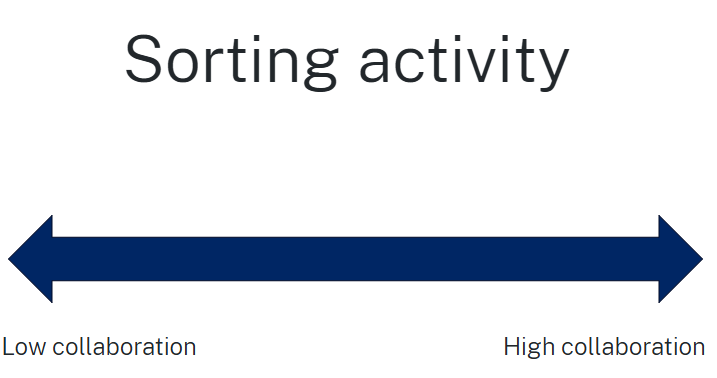 Sorting activity
Low collaboration
High collaboration